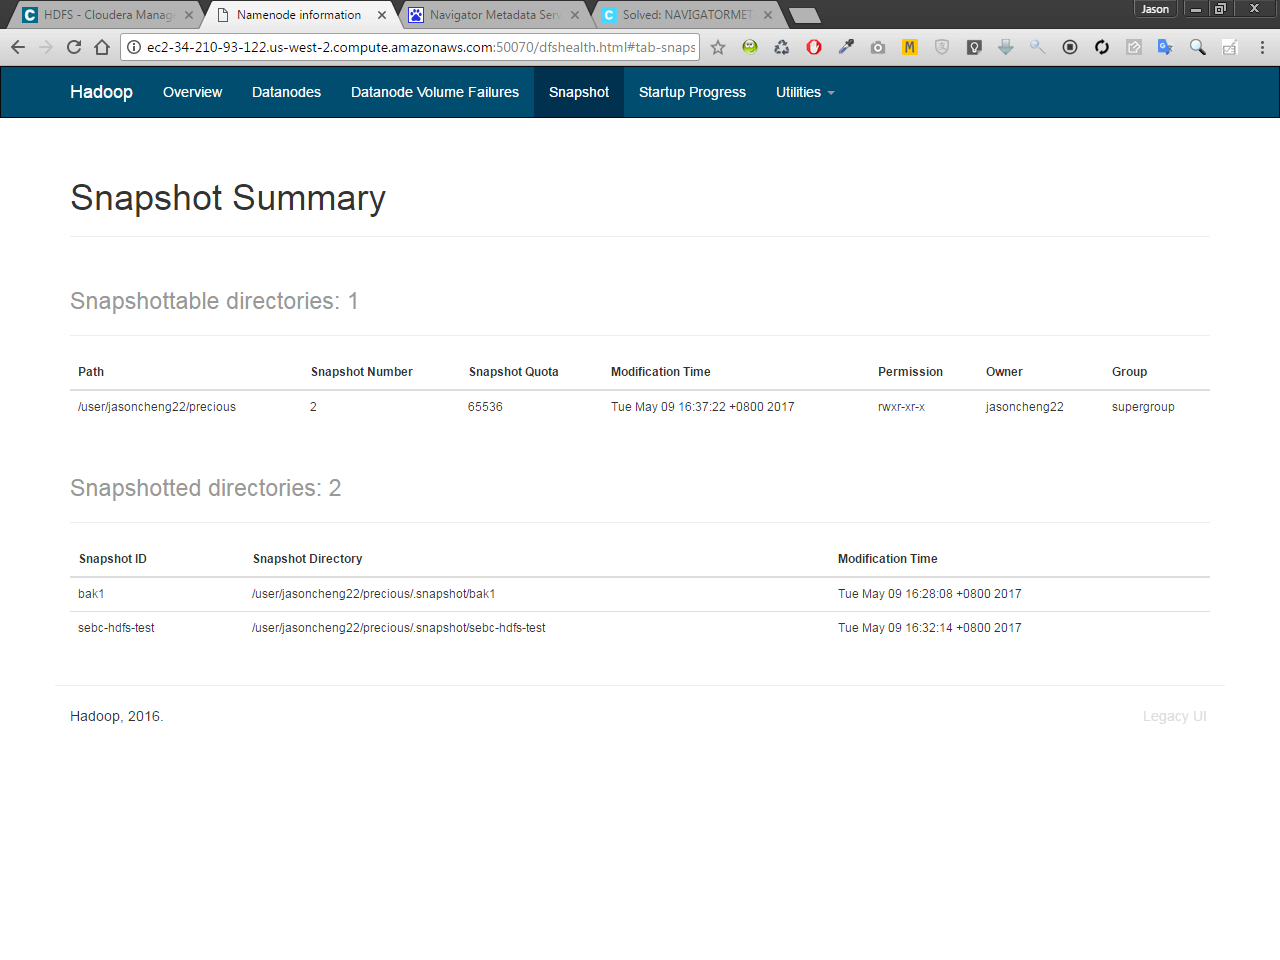 HDFS - Cloudera Manag
Namenode information
Navigator Metadata Serv
Solved: NAVIGATORMET
Jason
ec2-34-210-93-122.us-west-2.compute.amazonaws.com:50070/dfshealth.html#tab-snaps
Hadoop Overview Datanodes Datanode Volume Failures Snapshot Startup Progress Utilities
Snapshot Summary
Snapshottable directories: 1
Path Snapshot Number Snapshot Quota Modification Time Permission Owner Group
/user/jasoncheng22/precious 2 65536 Tue May 09 16:37:22 +0800 2017 rwxr-xr-x jasoncheng22 supergroup
Snapshotted directories: 2
Snapshot ID Snapshot Directory Modification Time
bak1 /user/jasoncheng22/precious/.snapshot/bak1 Tue May 09 16:28:08 +0800 2017
sebc-hdfs-test /user/jasoncheng22/precious/.snapshot/sebc-hdfs-test Tue May 09 16:32:14 +0800 2017
Hadoop, 2016. Legacy UI